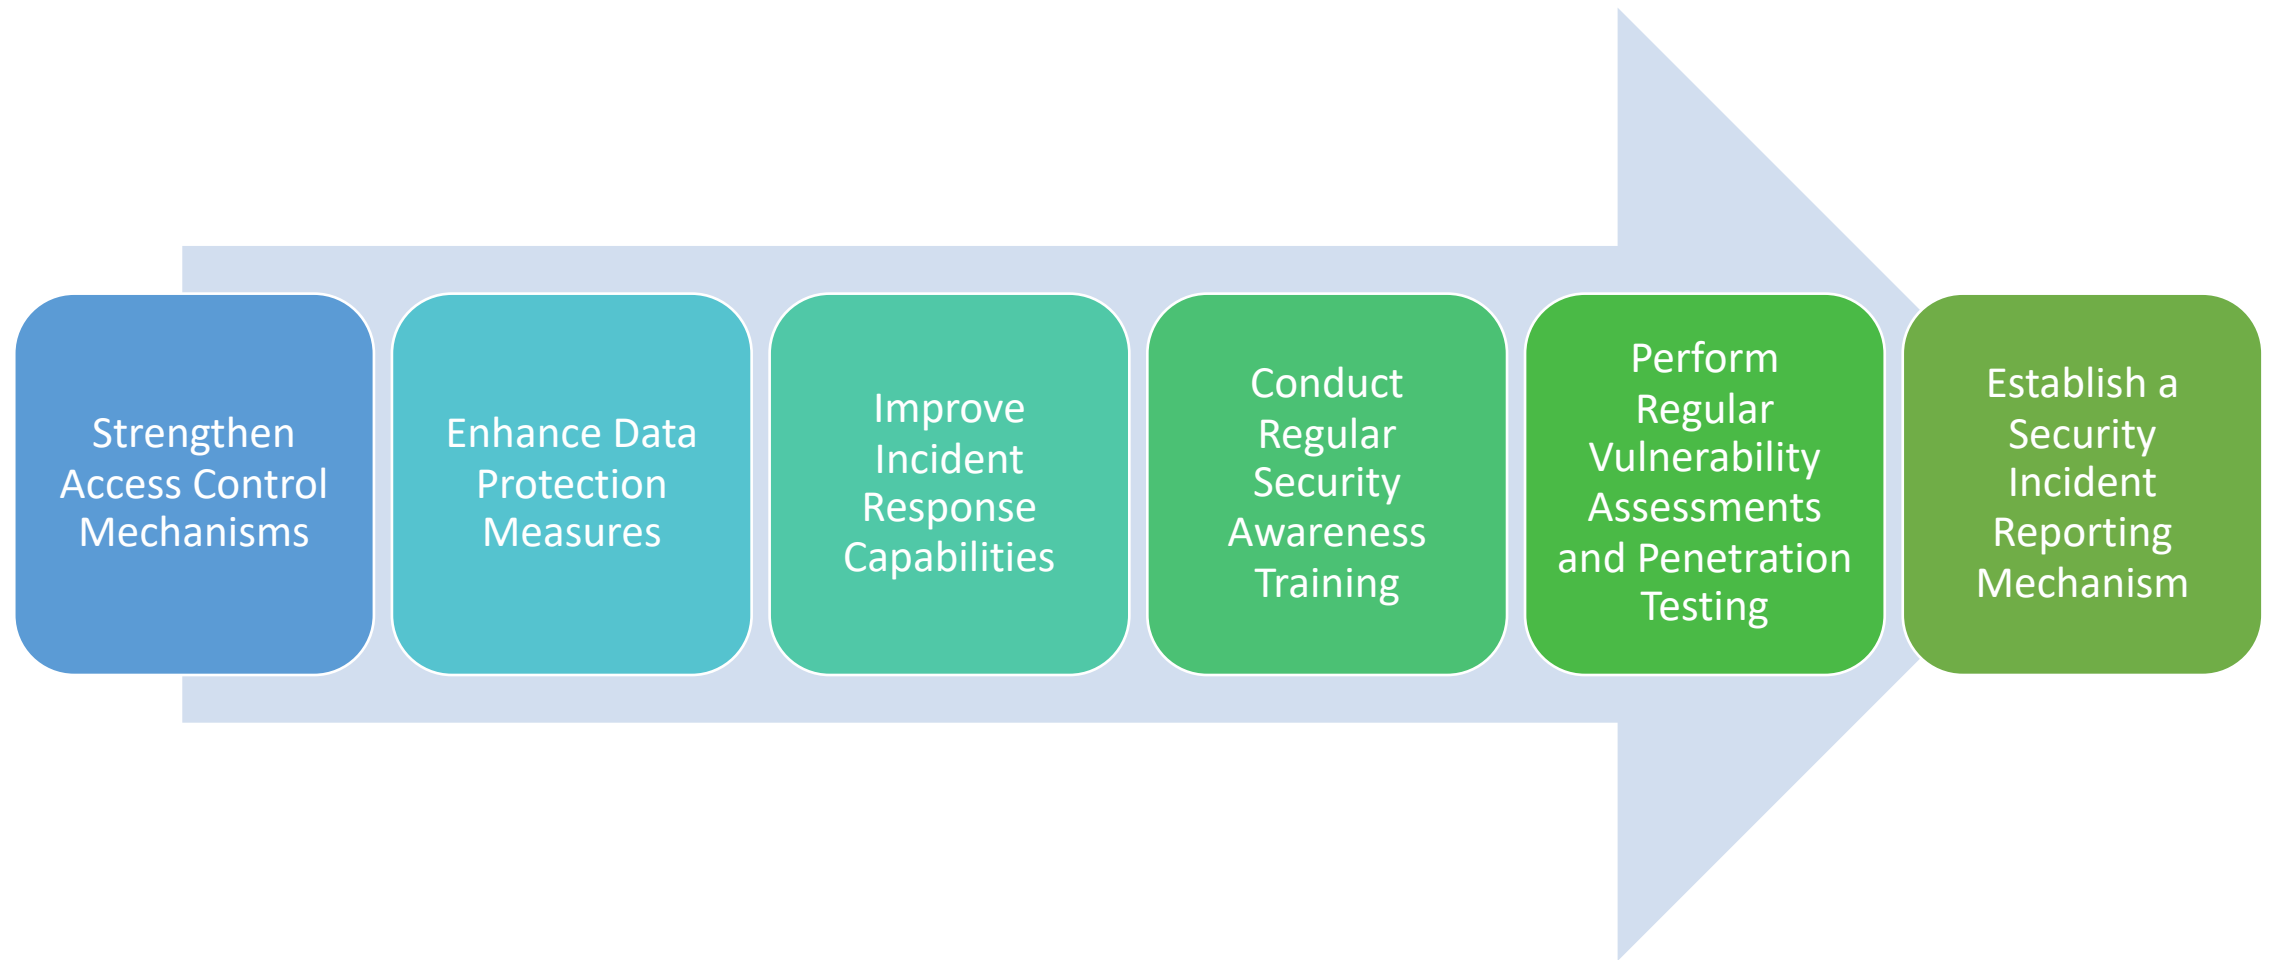 Strengthen
Access Control
Mechanisms
Enhance Data
Protection
Measures
Improve
Incident
Response
Capabilities
Conduct
Regular
Security
Awareness
Training
Perform
Regular
Vulnerability
Assessments
and Penetration
Testing
Establish a
Security
Incident
Reporting
Mechanism